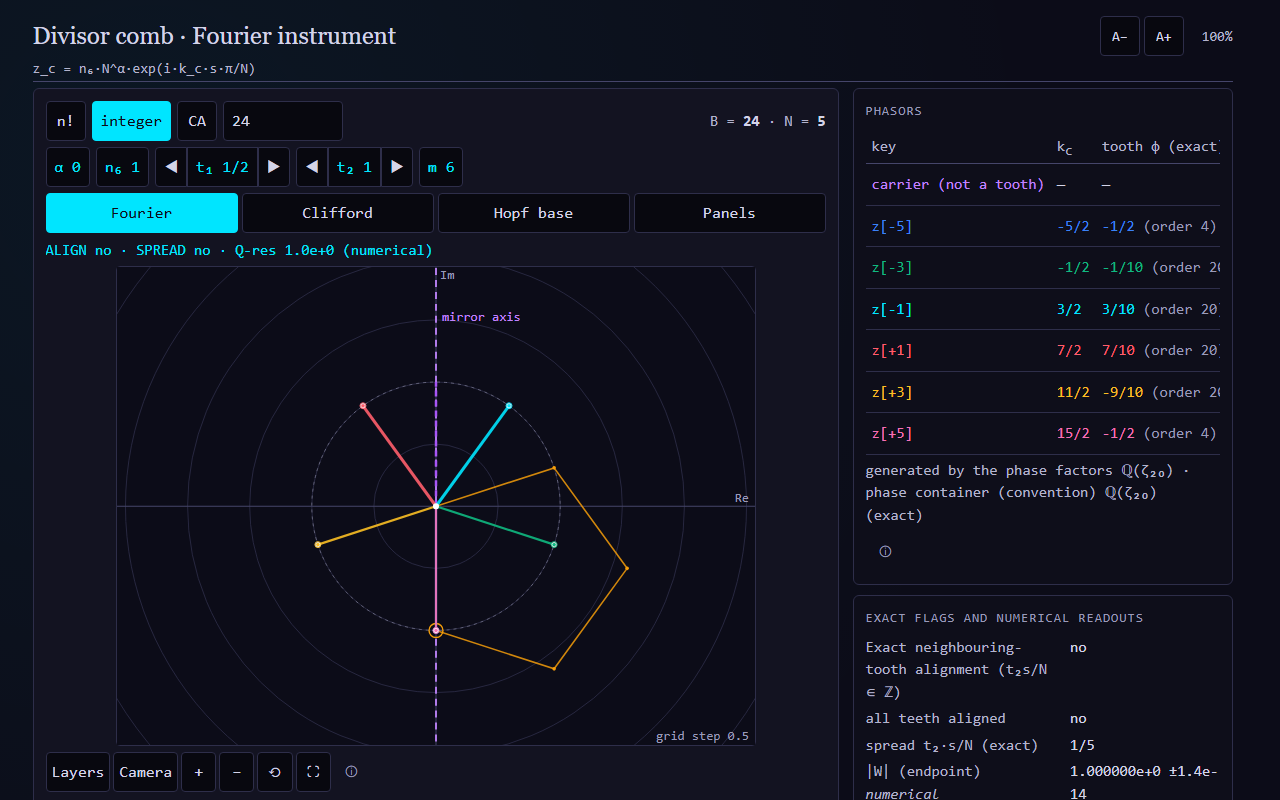 Divisor comb · Fourier instrument
A− A+ 100%
z_c = n₆·N^α·exp(i·k_c·s·π/N)
n! integer CA 24
B = 24 · N = 5
α 0 n₆ 1 ◀ t₁ 1/2 ▶ ◀ t₂ 1 ▶ m 6
Fourier Clifford Hopf base Panels
ALIGN no · SPREAD no · Q-res 1.0e+0 (numerical)
Im
mirror axis
Re
grid step 0.5
Layers Camera + − ⟲ ⛶ ⓘ
PHASORS
key k_C tooth ϕ (exact
carrier (not a tooth) — —
z[-5] -5/2 -1/2 (order 4)
z[-3] -1/2 -1/10 (order 20
z[-1] 3/2 3/10 (order 20
z[+1] 7/2 7/10 (order 20
z[+3] 11/2 -9/10 (order 20
z[+5] 15/2 -1/2 (order 4)
generated by the phase factors ℚ(ζ₂₀) ·
phase container (convention) ℚ(ζ₂₀)
(exact)
ⓘ
EXACT FLAGS AND NUMERICAL READOUTS
Exact neighbouring- no
tooth alignment (t₂s/N
∈ ℤ)
all teeth aligned no
spread t₂·s/N (exact) 1/5
|W| (endpoint) 1.000000e+0 ±1.4e-
numerical 14